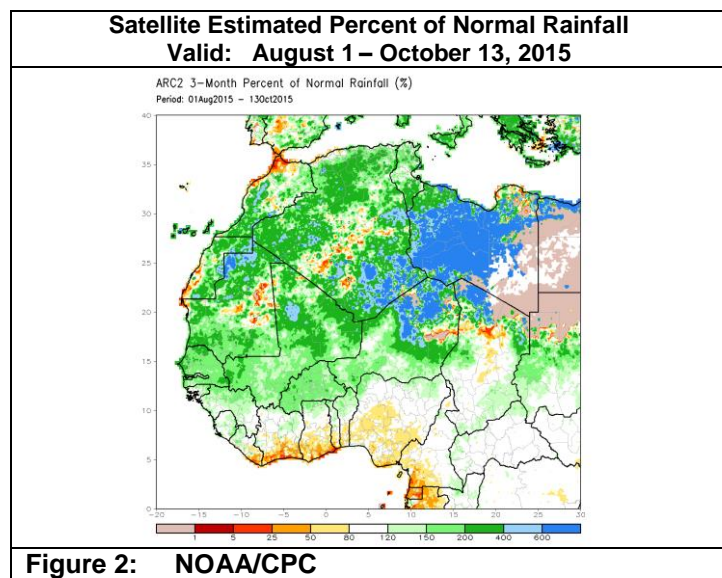 Satellite Estimated Percent of Normal Rainfall
Valid: August 1 – October 13, 2015
ARC2 3-Month Percent of Normal Rainfall (%)
Period: 01Aug2015 – 13Oct2015
40
35
30
25
20
15
10
5
0
-20 -15 -10 -5 0 5 10 15 20 25 30
1 5 25 50 80 120 150 200 400 600
Figure 2: NOAA/CPC